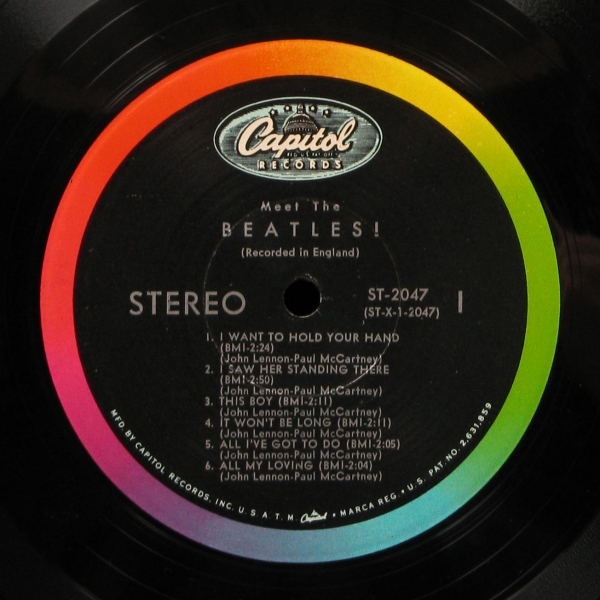 Capitol
RECORDS
Meet The
BEATLES!
(Recorded in England)
STEREO
ST-2047
(ST-X-1-2047)
1
1. I WANT TO HOLD YOUR HAND
(BMI-2:24)
(John Lennon-Paul McCartney)
2. I SAW HER STANDING THERE
(BMI-2:50)
(John Lennon-Paul McCartney)
3. THIS BOY (BMI-2:11)
(John Lennon-Paul McCartney)
4. IT WON'T BE LONG (BMI-2:11)
(John Lennon-Paul McCartney)
5. ALL I'VE GOT TO DO (BMI-2:05)
(John Lennon-Paul McCartney)
6. ALL MY LOVING (BMI-2:04)
(John Lennon-Paul McCartney)
MFD. BY CAPITOL RECORDS, INC. U. S. A. T. M. Capitol • MARCA REG. • U. S. PAT. NO. 2,631,859